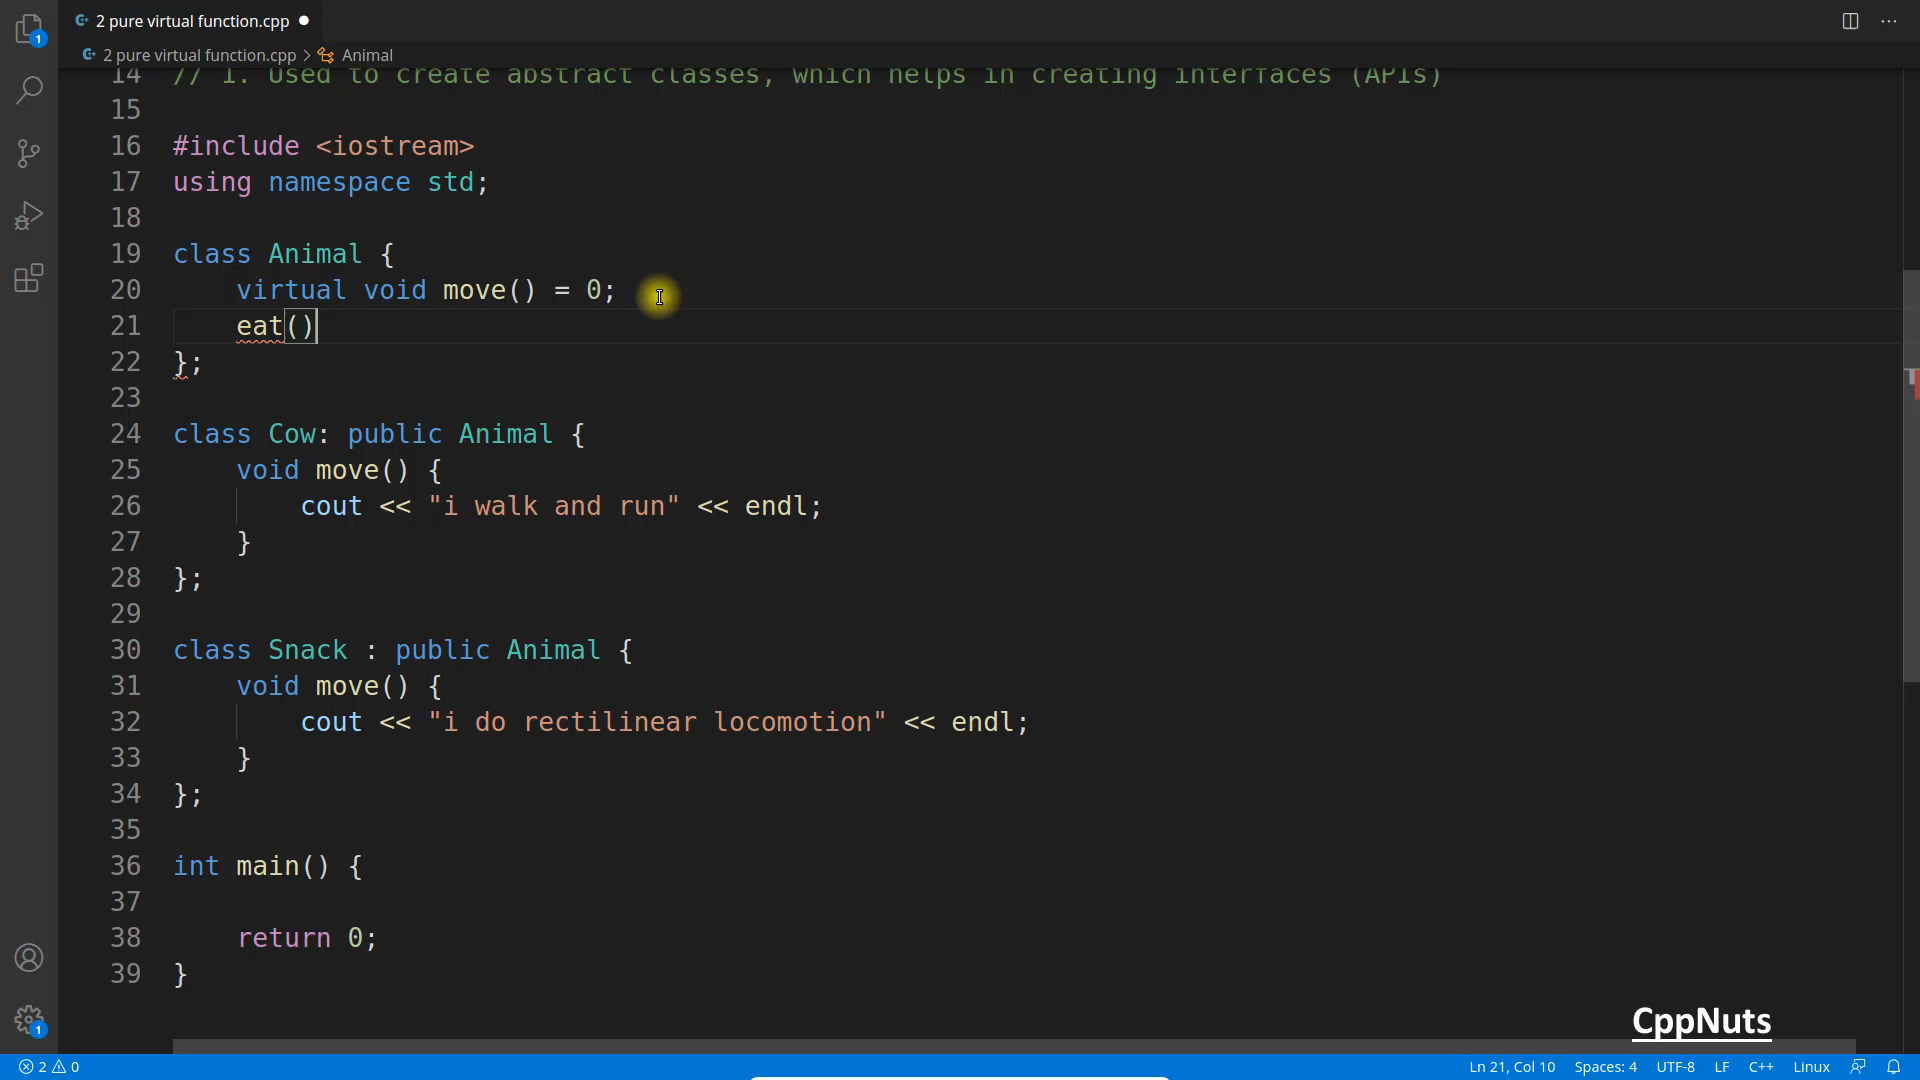 2 pure virtual function.cpp
2 pure virtual function.cpp > Animal
14 // 1. Used to create abstract classes, which helps in creating interfaces (APIs)
15
16 #include <iostream>
17 using namespace std;
18
19 class Animal {
20     virtual void move() = 0;
21     eat()
22 };
23
24 class Cow: public Animal {
25     void move() {
26         cout << "i walk and run" << endl;
27     }
28 };
29
30 class Snack : public Animal {
31     void move() {
32         cout << "i do rectilinear locomotion" << endl;
33     }
34 };
35
36 int main() {
37
38     return 0;
39 }
1
1
CppNuts
2 0 Ln 21, Col 10 Spaces: 4 UTF-8 LF C++ Linux